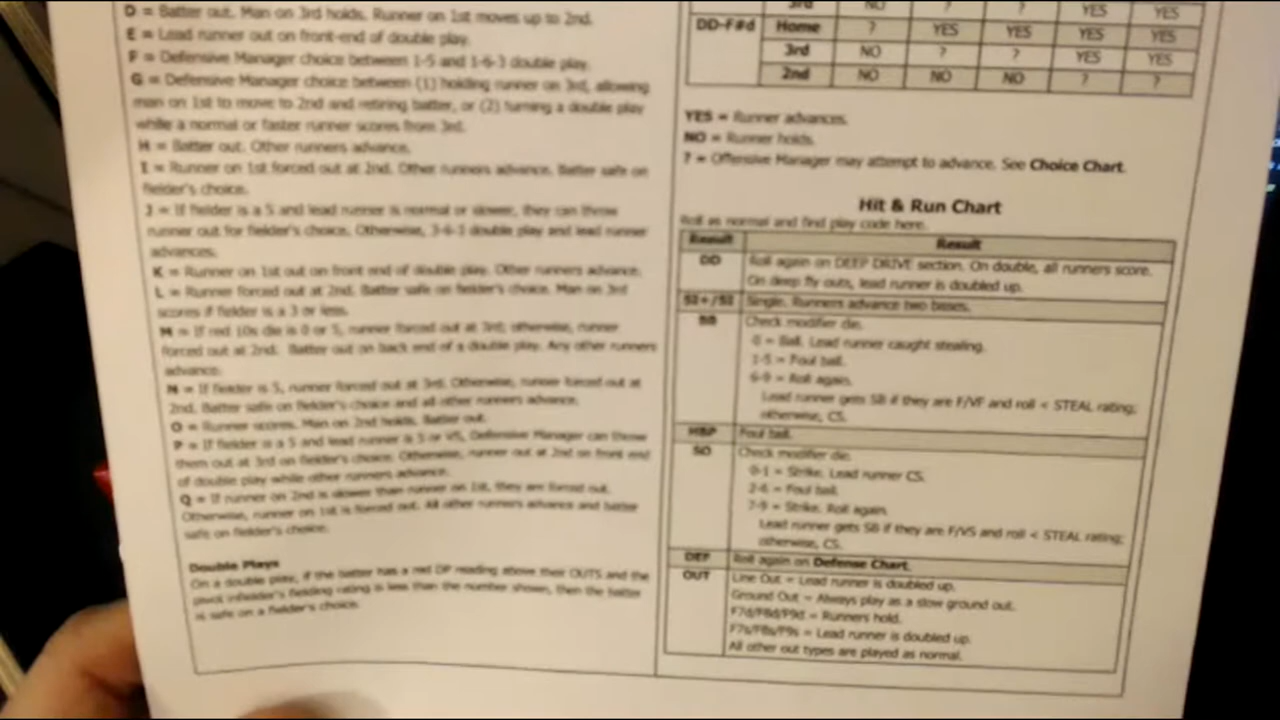 D = Batter out. Man on 3rd holds. Runner on 1st moves up to 2nd.
E = Lead runner out on front-end of double play.
F = Defensive Manager choice between 1-5 and 1-6-3 double play.
G = Defensive Manager choice between (1) holding runner on 3rd, allowing
man on 1st to move to 2nd and retiring batter, or (2) turning a double play
while a normal or faster runner scores from 3rd.
H = Batter out. Other runners advance.
I = Runner on 1st forced out at 2nd. Other runners advance. Batter safe on
fielder's choice.
J = If fielder is a 5 and lead runner is normal or slower, they can throw
runner out for fielder's choice. Otherwise, 3-6-3 double play and lead runner
advances.
K = Runner on 1st out on front end of double play. Other runners advance.
L = Runner forced out at 2nd. Batter safe on fielder's choice. Man on 3rd
scores if fielder is a 3 or less.
M = If red 10s die is 0 or 5, runner forced out at 3rd; otherwise, runner
forced out at 2nd. Batter out on back end of a double play. Any other runners
advance.
N = If fielder is 5, runner forced out at 3rd. Otherwise, runner forced out at
2nd. Batter safe on fielder's choice and all other runners advance.
O = Runner scores. Man on 2nd holds. Batter out.
P = If fielder is a 5 and lead runner is S or VS, Defensive Manager can throw
them out at 3rd on fielder's choice. Otherwise, runner out at 2nd on front end
of double play while other runners advance.
Q = If runner on 2nd is slower than runner on 1st, they are forced out.
Otherwise, runner on 1st is forced out. All other runners advance and batter
safe on fielder's choice.
Double Plays
On a double play, if the batter has a red DP reading above their OUTS and the
pivot infielder's fielding rating is less than the number shown, then the batter
is safe on a fielder's choice.
3rd NO ? ? YES YES
DD-F#d Home ? YES YES YES YES
3rd NO ? ? YES YES
2nd NO NO NO ? ?
YES = Runner advances.
NO = Runner holds.
? = Offensive Manager may attempt to advance. See Choice Chart.
Hit & Run Chart
Roll as normal and find play code here.
Result Result
DD Roll again on DEEP DRIVE section. On double, all runners score.
On deep fly outs, lead runner is doubled up.
SI+/SI Single. Runners advance two bases.
BB Check modifier die.
0 = Ball. Lead runner caught stealing.
1-5 = Foul ball.
6-9 = Roll again.
Lead runner gets SB if they are F/VF and roll < STEAL rating;
otherwise, CS.
HBP Foul ball.
SO Check modifier die.
0-1 = Strike. Lead runner CS.
2-6 = Foul ball.
7-9 = Strike. Roll again.
Lead runner gets SB if they are F/VS and roll < STEAL rating;
otherwise, CS.
DEF Roll again on Defense Chart.
OUT Line Out = Lead runner is doubled up.
Ground Out = Always play as a slow ground out.
F7d/F8d/F9d = Runners hold.
F7s/F8s/F9s = Lead runner is doubled up.
All other out types are played as normal.